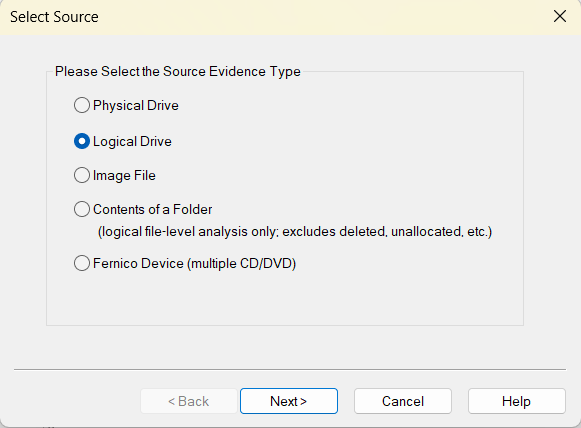 Select Source
Please Select the Source Evidence Type
Physical Drive
Logical Drive
Image File
Contents of a Folder
(logical file-level analysis only; excludes deleted, unallocated, etc.)
Fernico Device (multiple CD/DVD)
< Back
Next >
Cancel
Help